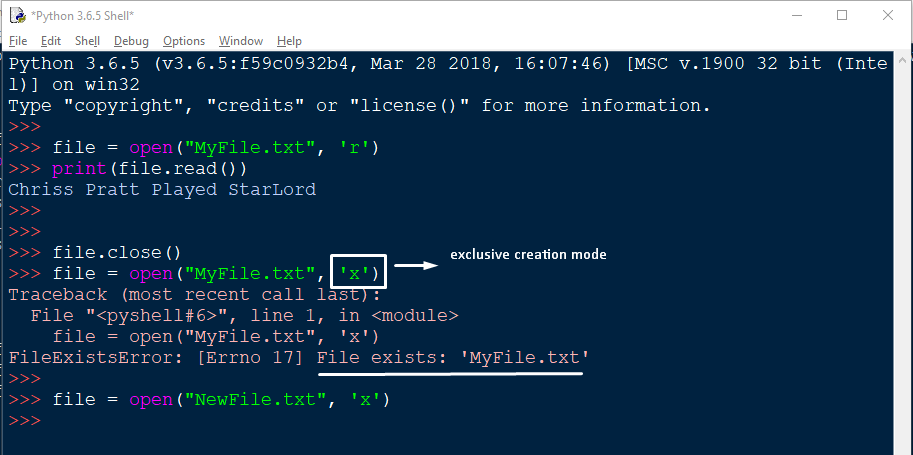 *Python 3.6.5 Shell*
File Edit Shell Debug Options Window Help
Python 3.6.5 (v3.6.5:f59c0932b4, Mar 28 2018, 16:07:46) [MSC v.1900 32 bit (Inte
l)] on win32
Type "copyright", "credits" or "license()" for more information.
>>>
>>> file = open("MyFile.txt", 'r')
>>> print(file.read())
Chriss Pratt Played StarLord
>>>
>>>
>>> file.close()
>>> file = open("MyFile.txt", 'x')
exclusive creation mode
Traceback (most recent call last):
  File "<pyshell#6>", line 1, in <module>
    file = open("MyFile.txt", 'x')
FileExistsError: [Errno 17] File exists: 'MyFile.txt'
>>>
>>> file = open("NewFile.txt", 'x')
>>>